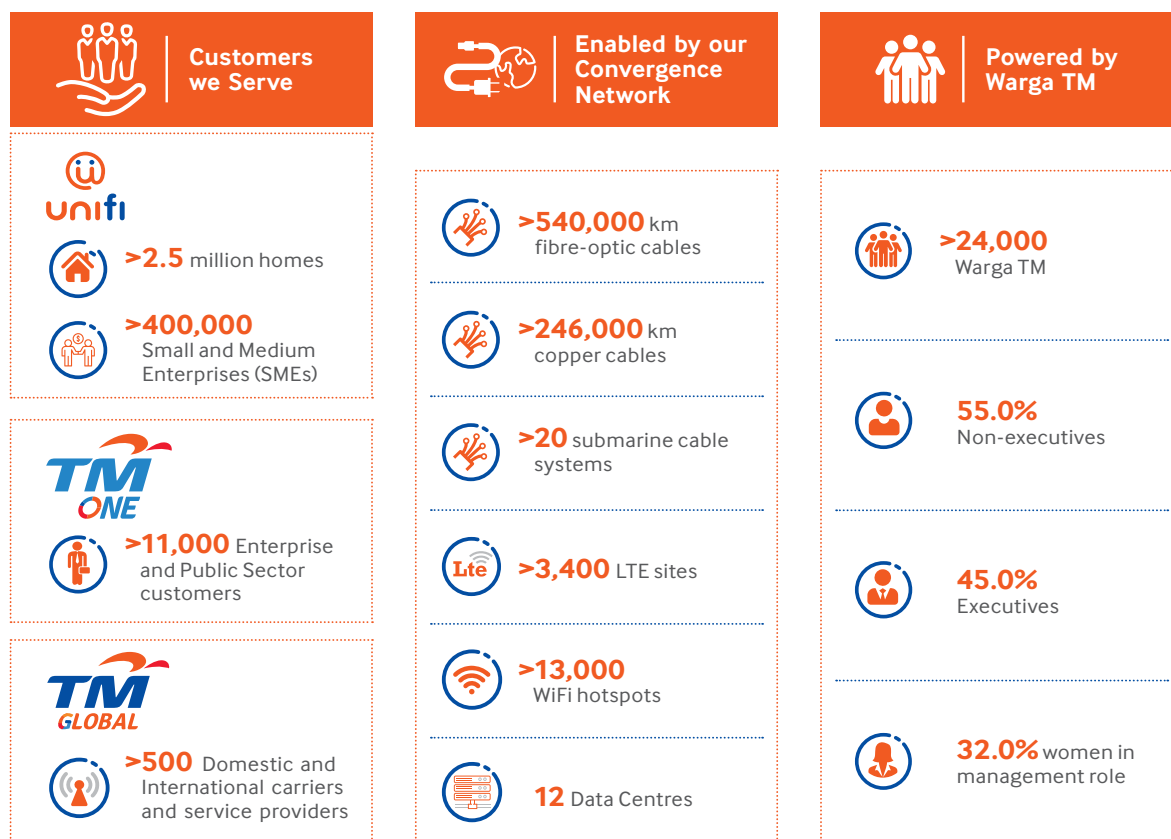 Customers
we Serve
unifi
>2.5 million homes
>400,000
Small and Medium
Enterprises (SMEs)
TM
ONE
>11,000 Enterprise
and Public Sector
customers
TM
GLOBAL
>500 Domestic and
International carriers
and service providers
Enabled by our
Convergence
Network
>540,000 km
fibre-optic cables
>246,000 km
copper cables
>20 submarine cable
systems
Lte
>3,400 LTE sites
>13,000
WiFi hotspots
12 Data Centres
Powered by
Warga TM
>24,000
Warga TM
55.0%
Non-executives
45.0%
Executives
32.0% women in
management role